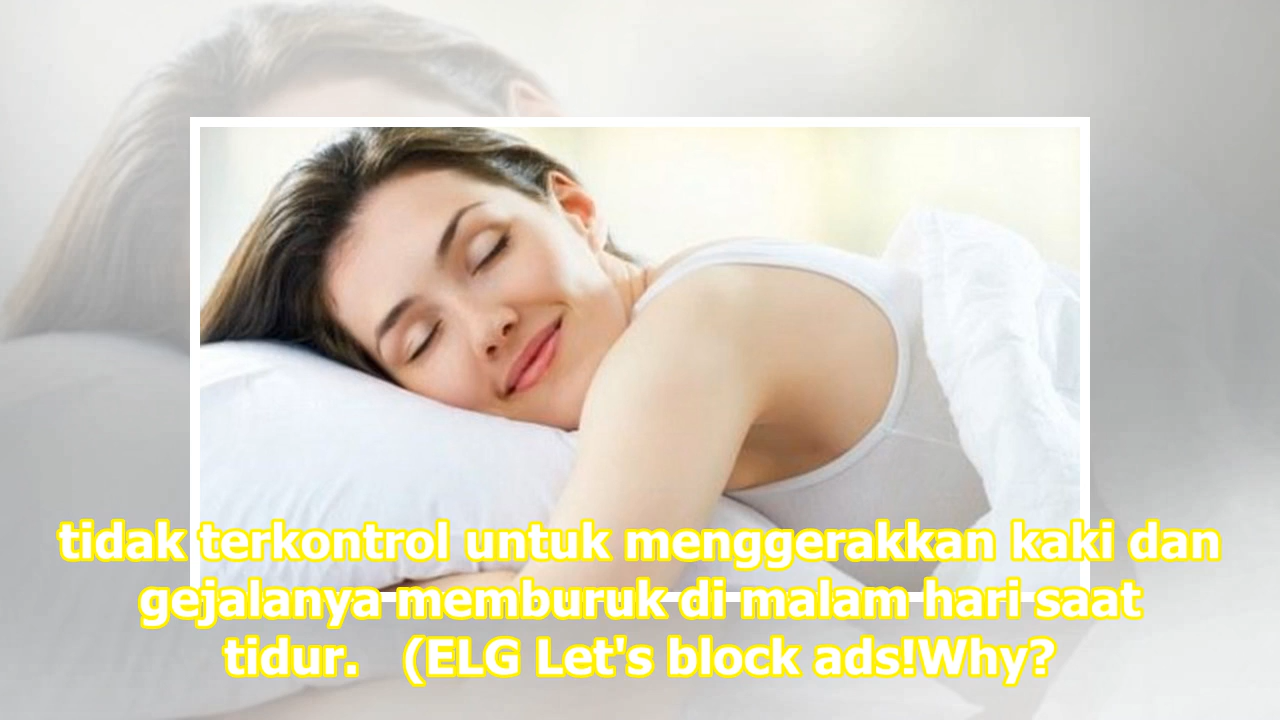 tidak terkontrol untuk menggerakkan kaki dan
gejalanya memburuk di malam hari saat
tidur.   (ELG Let's block ads!Why?